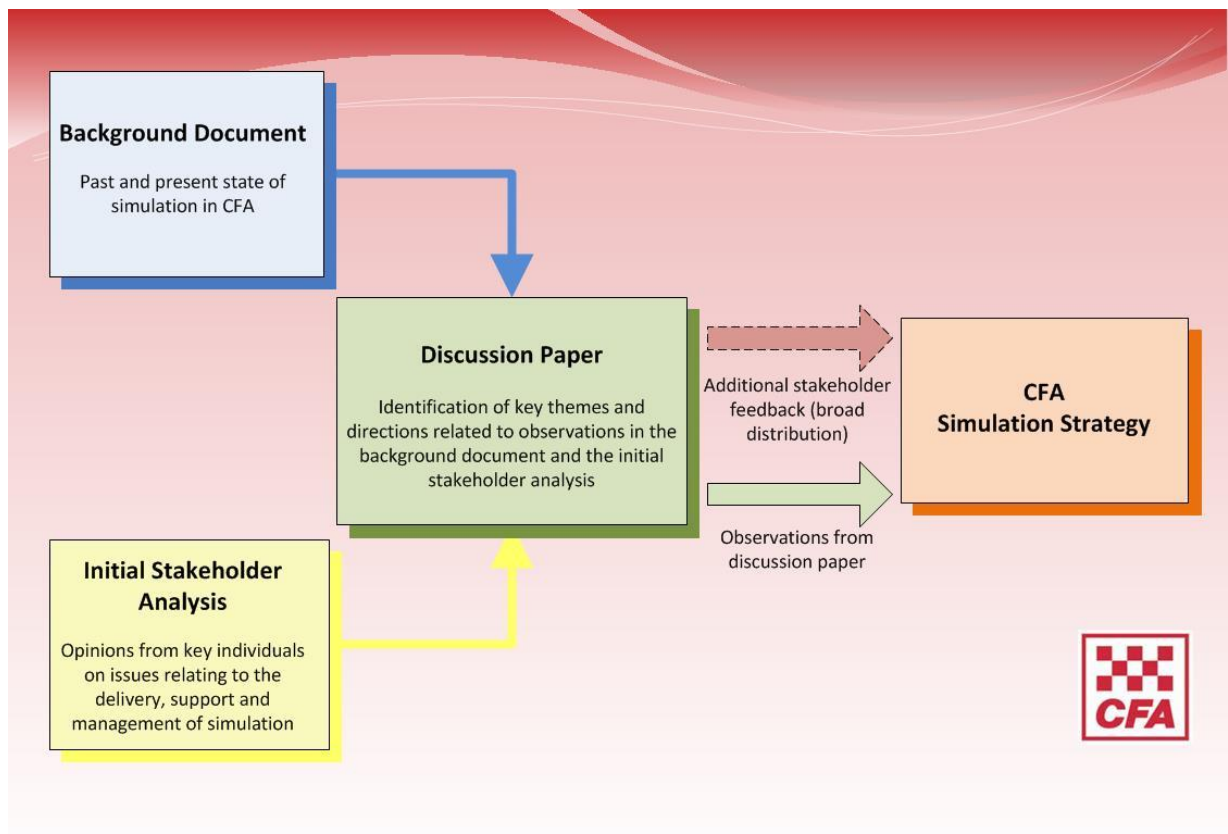 Background Document
Past and present state of
simulation in CFA
Discussion Paper
Identification of key themes and
directions related to observations in the
background document and the initial
stakeholder analysis
Additional stakeholder
feedback (broad
distribution)
Observations from
discussion paper
CFA
Simulation Strategy
Initial Stakeholder
Analysis
Opinions from key individuals
on issues relating to the
delivery, support and
management of simulation
CFA